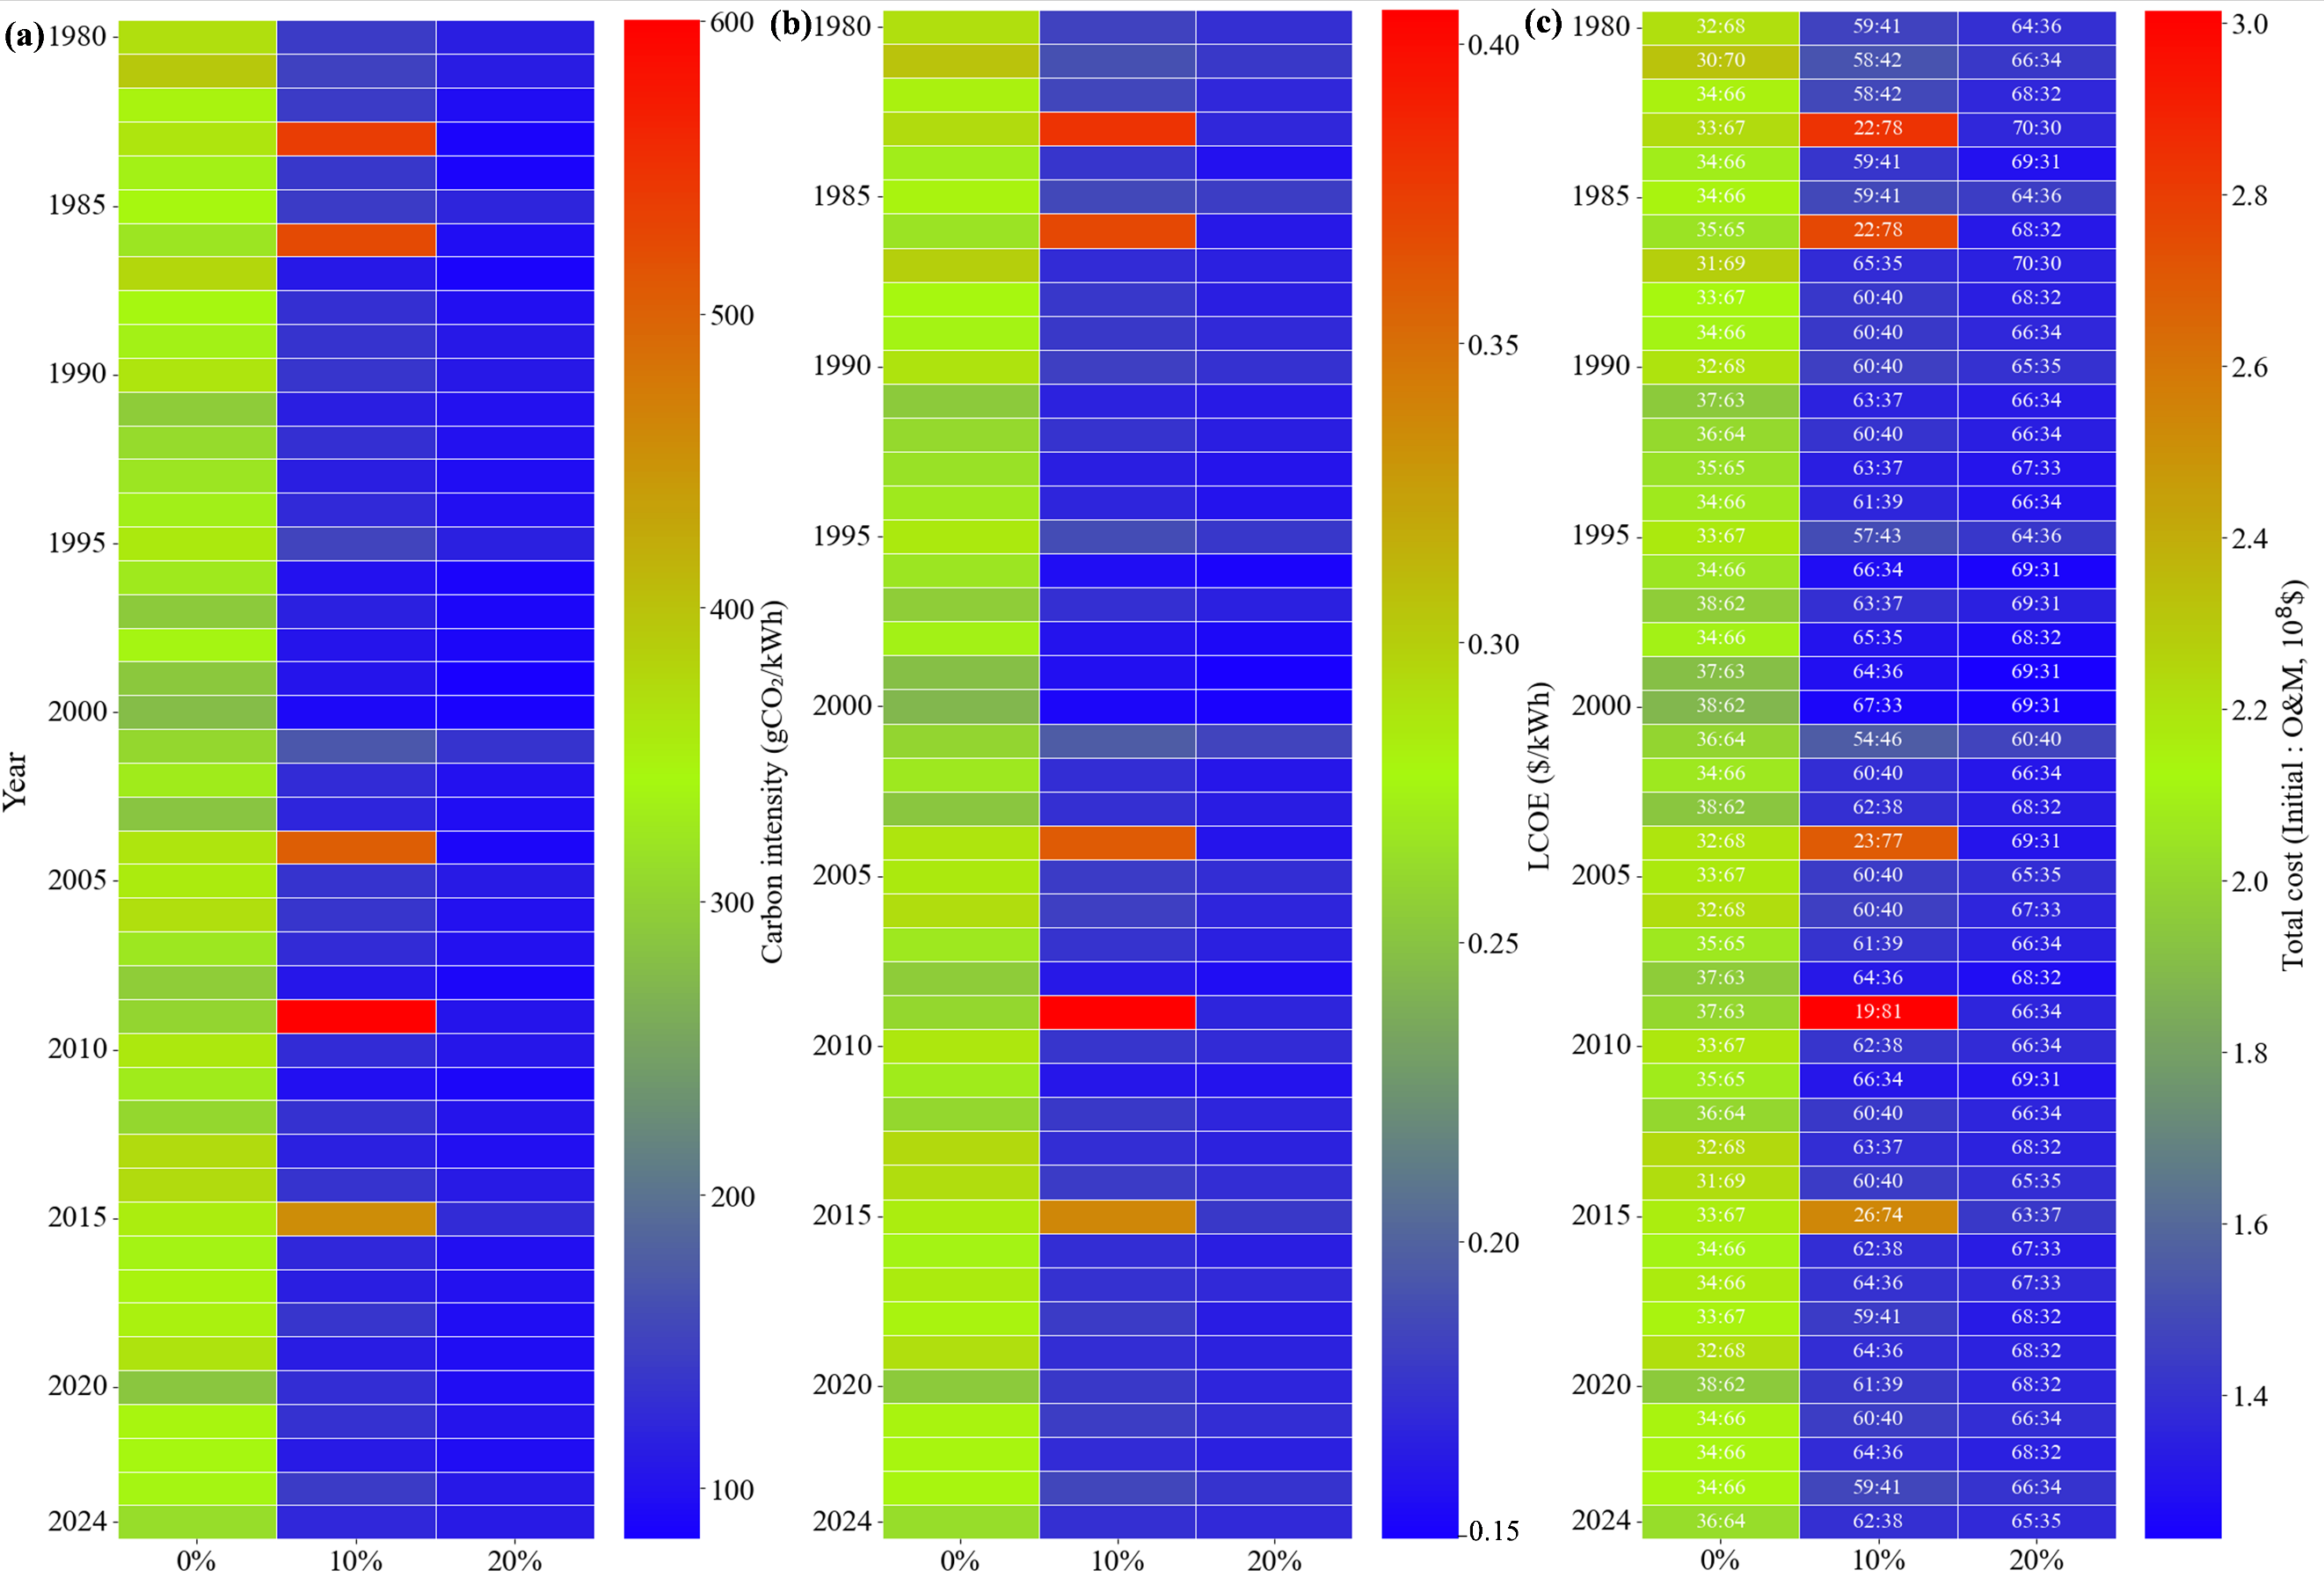 (a)
Year
1980
1985
1990
1995
2000
2005
2010
2015
2020
2024
0% 10% 20%
600
500
400
300
200
100
Carbon intensity (gCO₂/kWh)
(b)
1980
1985
1990
1995
2000
2005
2010
2015
2020
2024
0% 10% 20%
0.40
0.35
0.30
0.25
0.20
0.15
LCOE ($/kWh)
(c)
1980 32:68 59:41 64:36
30:70 58:42 66:34
34:66 58:42 68:32
33:67 22:78 70:30
34:66 59:41 69:31
1985 34:66 59:41 64:36
35:65 22:78 68:32
31:69 65:35 70:30
33:67 60:40 68:32
34:66 60:40 66:34
1990 32:68 60:40 65:35
37:63 63:37 66:34
36:64 60:40 66:34
35:65 63:37 67:33
34:66 61:39 66:34
1995 33:67 57:43 64:36
34:66 66:34 69:31
38:62 63:37 69:31
34:66 65:35 68:32
37:63 64:36 69:31
2000 38:62 67:33 69:31
36:64 54:46 60:40
34:66 60:40 66:34
38:62 62:38 68:32
32:68 23:77 69:31
2005 33:67 60:40 65:35
32:68 60:40 67:33
35:65 61:39 66:34
37:63 64:36 68:32
37:63 19:81 66:34
2010 33:67 62:38 66:34
35:65 66:34 69:31
36:64 60:40 66:34
32:68 63:37 68:32
31:69 60:40 65:35
2015 33:67 26:74 63:37
34:66 62:38 67:33
34:66 64:36 67:33
33:67 59:41 68:32
32:68 64:36 68:32
2020 38:62 61:39 68:32
34:66 60:40 66:34
34:66 64:36 68:32
34:66 59:41 66:34
2024 36:64 62:38 65:35
0% 10% 20%
3.0
2.8
2.6
2.4
2.2
2.0
1.8
1.6
1.4
Total cost (Initial : O&M, 10⁸$)